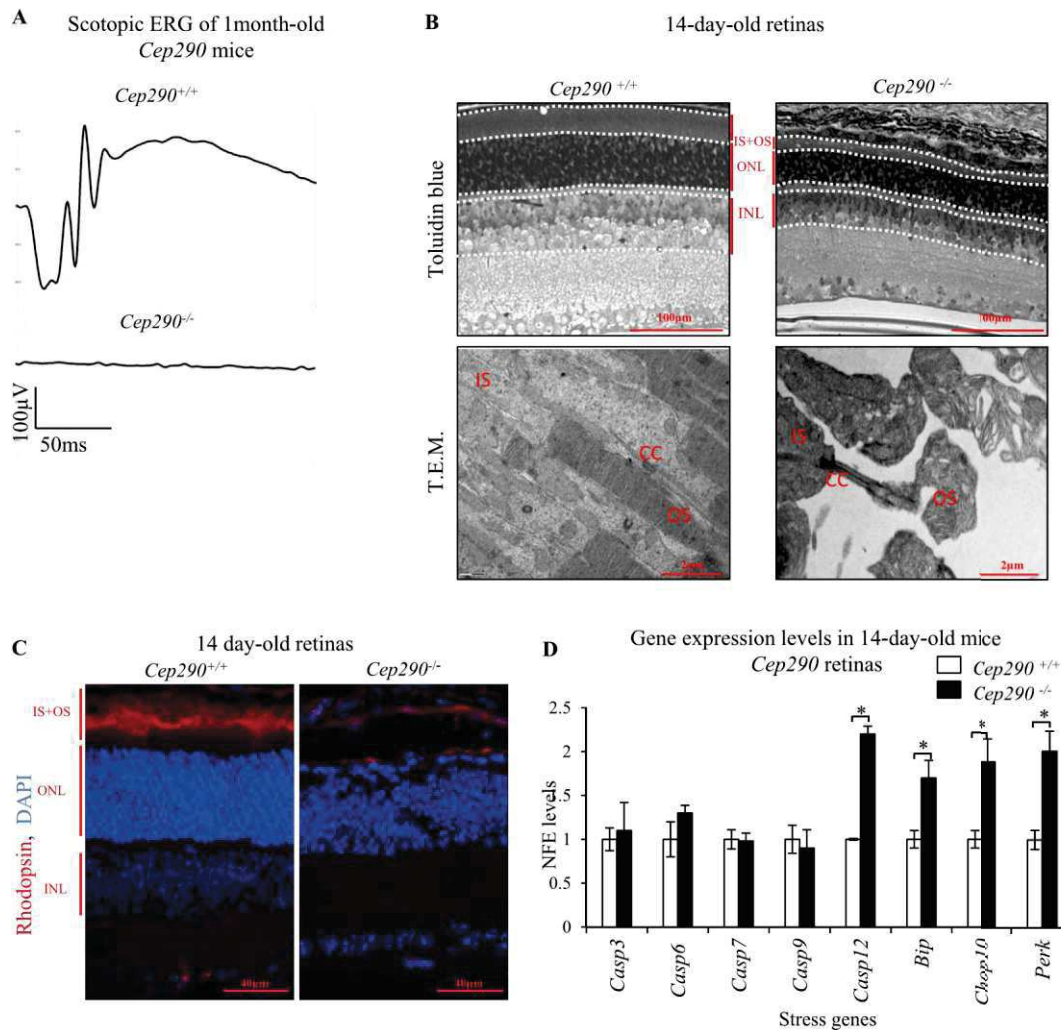 A
Scotopic ERG of 1month-old
Cep290 mice
Cep290+/+
Cep290-/-
100µV
50ms
B
14-day-old retinas
Cep290 +/+
Cep290 -/-
Toluidin blue
IS+OS
ONL
INL
100µm
100µm
T.E.M.
IS
CC
OS
2µm
IS
CC
OS
2µm
C
14 day-old retinas
Cep290+/+
Cep290-/-
Rhodopsin, DAPI
IS+OS
ONL
INL
40µm
40µm
D
Gene expression levels in 14-day-old mice
Cep290 retinas
Cep290 +/+
Cep290 -/-
NFE levels
2.5
2
1.5
1
0.5
0
* * * *
Casp3
Casp6
Casp7
Casp9
Casp12
Bip
Chop10
Perk
Stress genes